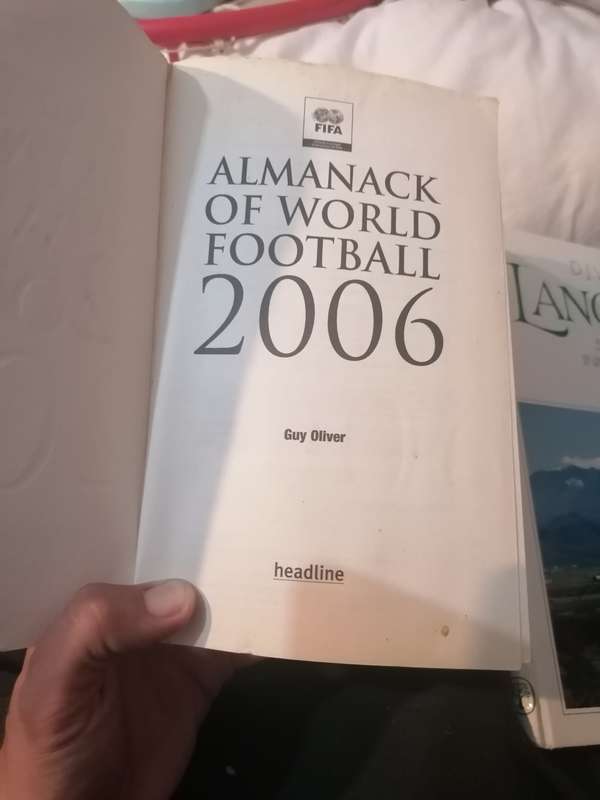 FIFA
ALMANACK
OF WORLD
FOOTBALL
2006
Guy Oliver
headline